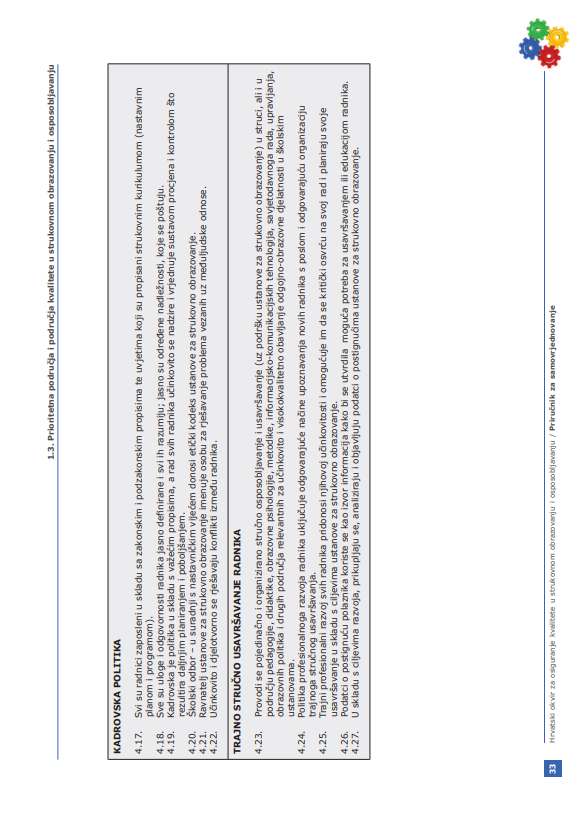 1.3. Prioritetna područja i područja kvalitete u strukovnom obrazovanju i osposobljavanju
KADROVSKA POLITIKA
4.17. Svi su radnici zaposleni u skladu sa zakonskim i podzakonskim propisima te uvjetima koji su propisani strukovnim kurikulumom (nastavnim
planom i programom).
4.18. Sve su uloge i odgovornosti radnika jasno definirane i svi ih razumiju; jasno su određene nadležnosti, koje se poštuju.
4.19. Kadrovska je politika u skladu s važećim propisima, a rad svih radnika učinkovito se nadzire i vrjednuje sustavom procjena i kontrolom što
rezultira daljnjim planiranjem i poboljšanjem.
4.20. Školski odbor – u suradnji s nastavničkim vijećem donosi etički kodeks ustanove za strukovno obrazovanje.
4.21. Ravnatelj ustanove za strukovno obrazovanje imenuje osobu za rješavanje problema vezanih uz međuljudske odnose.
4.22. Učinkovito i djelotvorno se rješavaju konflikti između radnika.
TRAJNO STRUČNO USAVRŠAVANJE RADNIKA
4.23. Provodi se pojedinačno i organizirano stručno osposobljavanje i usavršavanje (uz podršku ustanove za strukovno obrazovanje) u struci, ali i u
području pedagogije, didaktike, obrazovne psihologije, metodike, informacijsko-komunikacijskih tehnologija, savjetodavnoga rada, upravljanja,
obrazovnih politika i drugih područja relevantnih za učinkovito i visokokvalitetno obavljanje odgojno-obrazovne djelatnosti u školskim
ustanovama.
4.24. Politika profesionalnoga razvoja radnika uključuje odgovarajuće načine upoznavanja novih radnika s poslom i odgovarajuću organizaciju
trajnoga stručnog usavršavanja.
4.25. Trajni profesionalni razvoj svih radnika pridonosi njihovoj učinkovitosti i omogućuje im da se kritički osvrću na svoj rad i planiraju svoje
usavršavanje u skladu s ciljevima ustanove za strukovno obrazovanje.
4.26. Podatci o postignuću polaznika koriste se kao izvor informacija kako bi se utvrdila moguća potreba za usavršavanjem ili edukacijom radnika.
4.27. U skladu s ciljevima razvoja, prikupljaju se, analiziraju i objavljuju podatci o postignućima ustanove za strukovno obrazovanje.
33 Hrvatski okvir za osiguranje kvalitete u strukovnom obrazovanju i osposobljavanju / Priručnik za samovrjednovanje